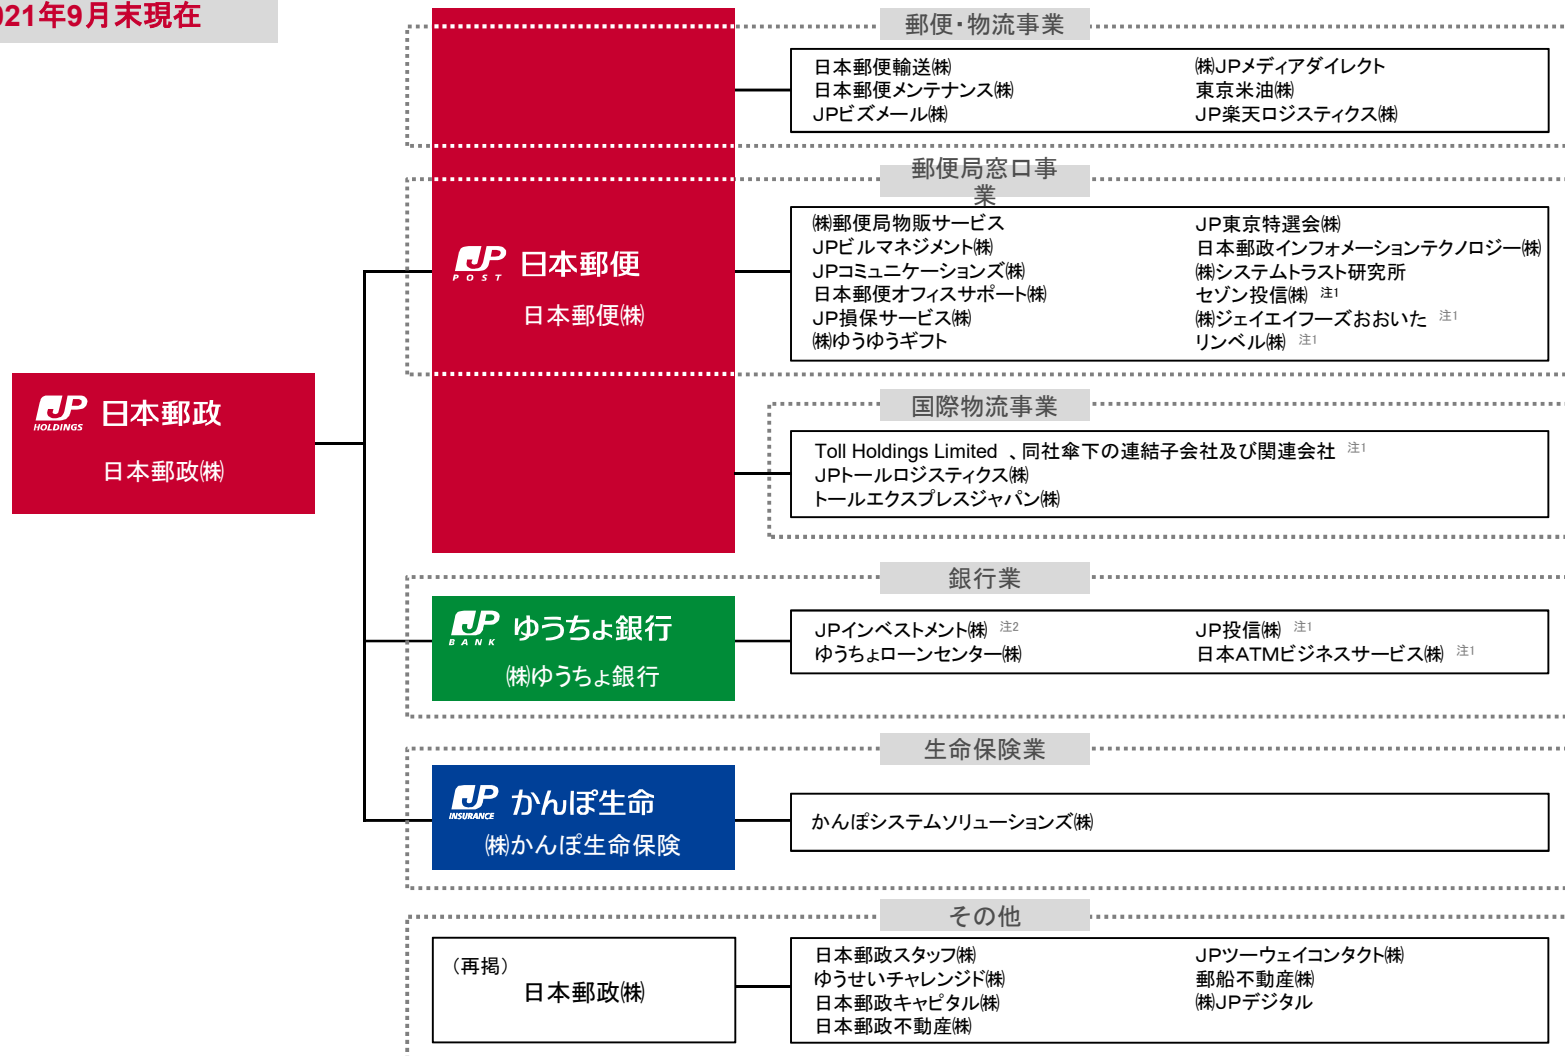 021年9月末現在
郵便・物流事業
日本郵便輸送㈱
日本郵便メンテナンス㈱
JPビズメール㈱
㈱JPメディアダイレクト
東京米油㈱
JP楽天ロジスティクス㈱
郵便局窓口事
業
㈱郵便局物販サービス
JPビルマネジメント㈱
JPコミュニケーションズ㈱
日本郵便オフィスサポート㈱
JP損保サービス㈱
㈱ゆうゆうギフト
JP東京特選会㈱
日本郵政インフォメーションテクノロジー㈱
㈱システムトラスト研究所
セゾン投信㈱ 注1
㈱ジェイエイフーズおおいた 注1
リンベル㈱ 注1
JP POST 日本郵便
日本郵便㈱
JP HOLDINGS 日本郵政
日本郵政㈱
国際物流事業
Toll Holdings Limited 、同社傘下の連結子会社及び関連会社 注1
JPトールロジスティクス㈱
トールエクスプレスジャパン㈱
銀行業
JP BANK ゆうちょ銀行
㈱ゆうちょ銀行
JPインベストメント㈱ 注2
ゆうちょローンセンター㈱
JP投信㈱ 注1
日本ATMビジネスサービス㈱ 注1
生命保険業
JP INSURANCE かんぽ生命
㈱かんぽ生命保険
かんぽシステムソリューションズ㈱
その他
（再掲）
日本郵政㈱
日本郵政スタッフ㈱
ゆうせいチャレンジド㈱
日本郵政キャピタル㈱
日本郵政不動産㈱
JPツーウェイコンタクト㈱
郵船不動産㈱
㈱JPデジタル